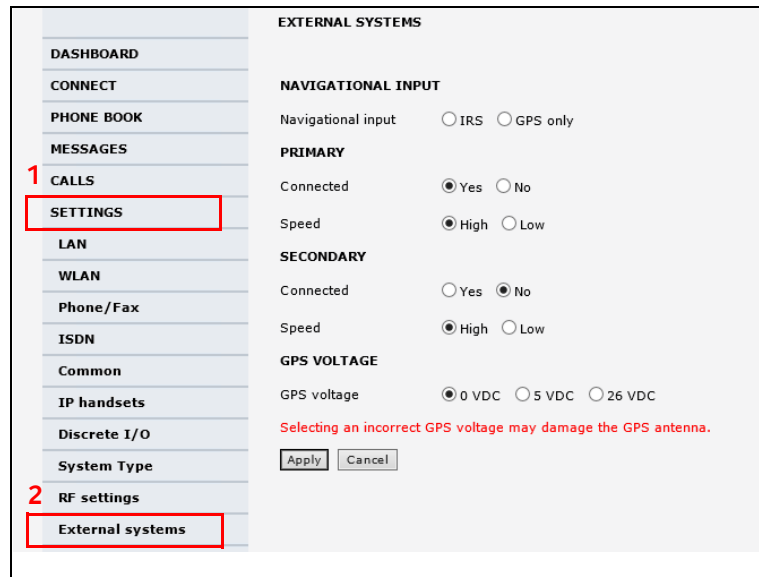 EXTERNAL SYSTEMS
DASHBOARD
CONNECT
PHONE BOOK
MESSAGES
1
CALLS
SETTINGS
LAN
WLAN
Phone/Fax
ISDN
Common
IP handsets
Discrete I/O
System Type
2
RF settings
External systems
NAVIGATIONAL INPUT
Navigational input IRS GPS only
PRIMARY
Connected Yes No
Speed High Low
SECONDARY
Connected Yes No
Speed High Low
GPS VOLTAGE
GPS voltage 0 VDC 5 VDC 26 VDC
Selecting an incorrect GPS voltage may damage the GPS antenna.
Apply Cancel